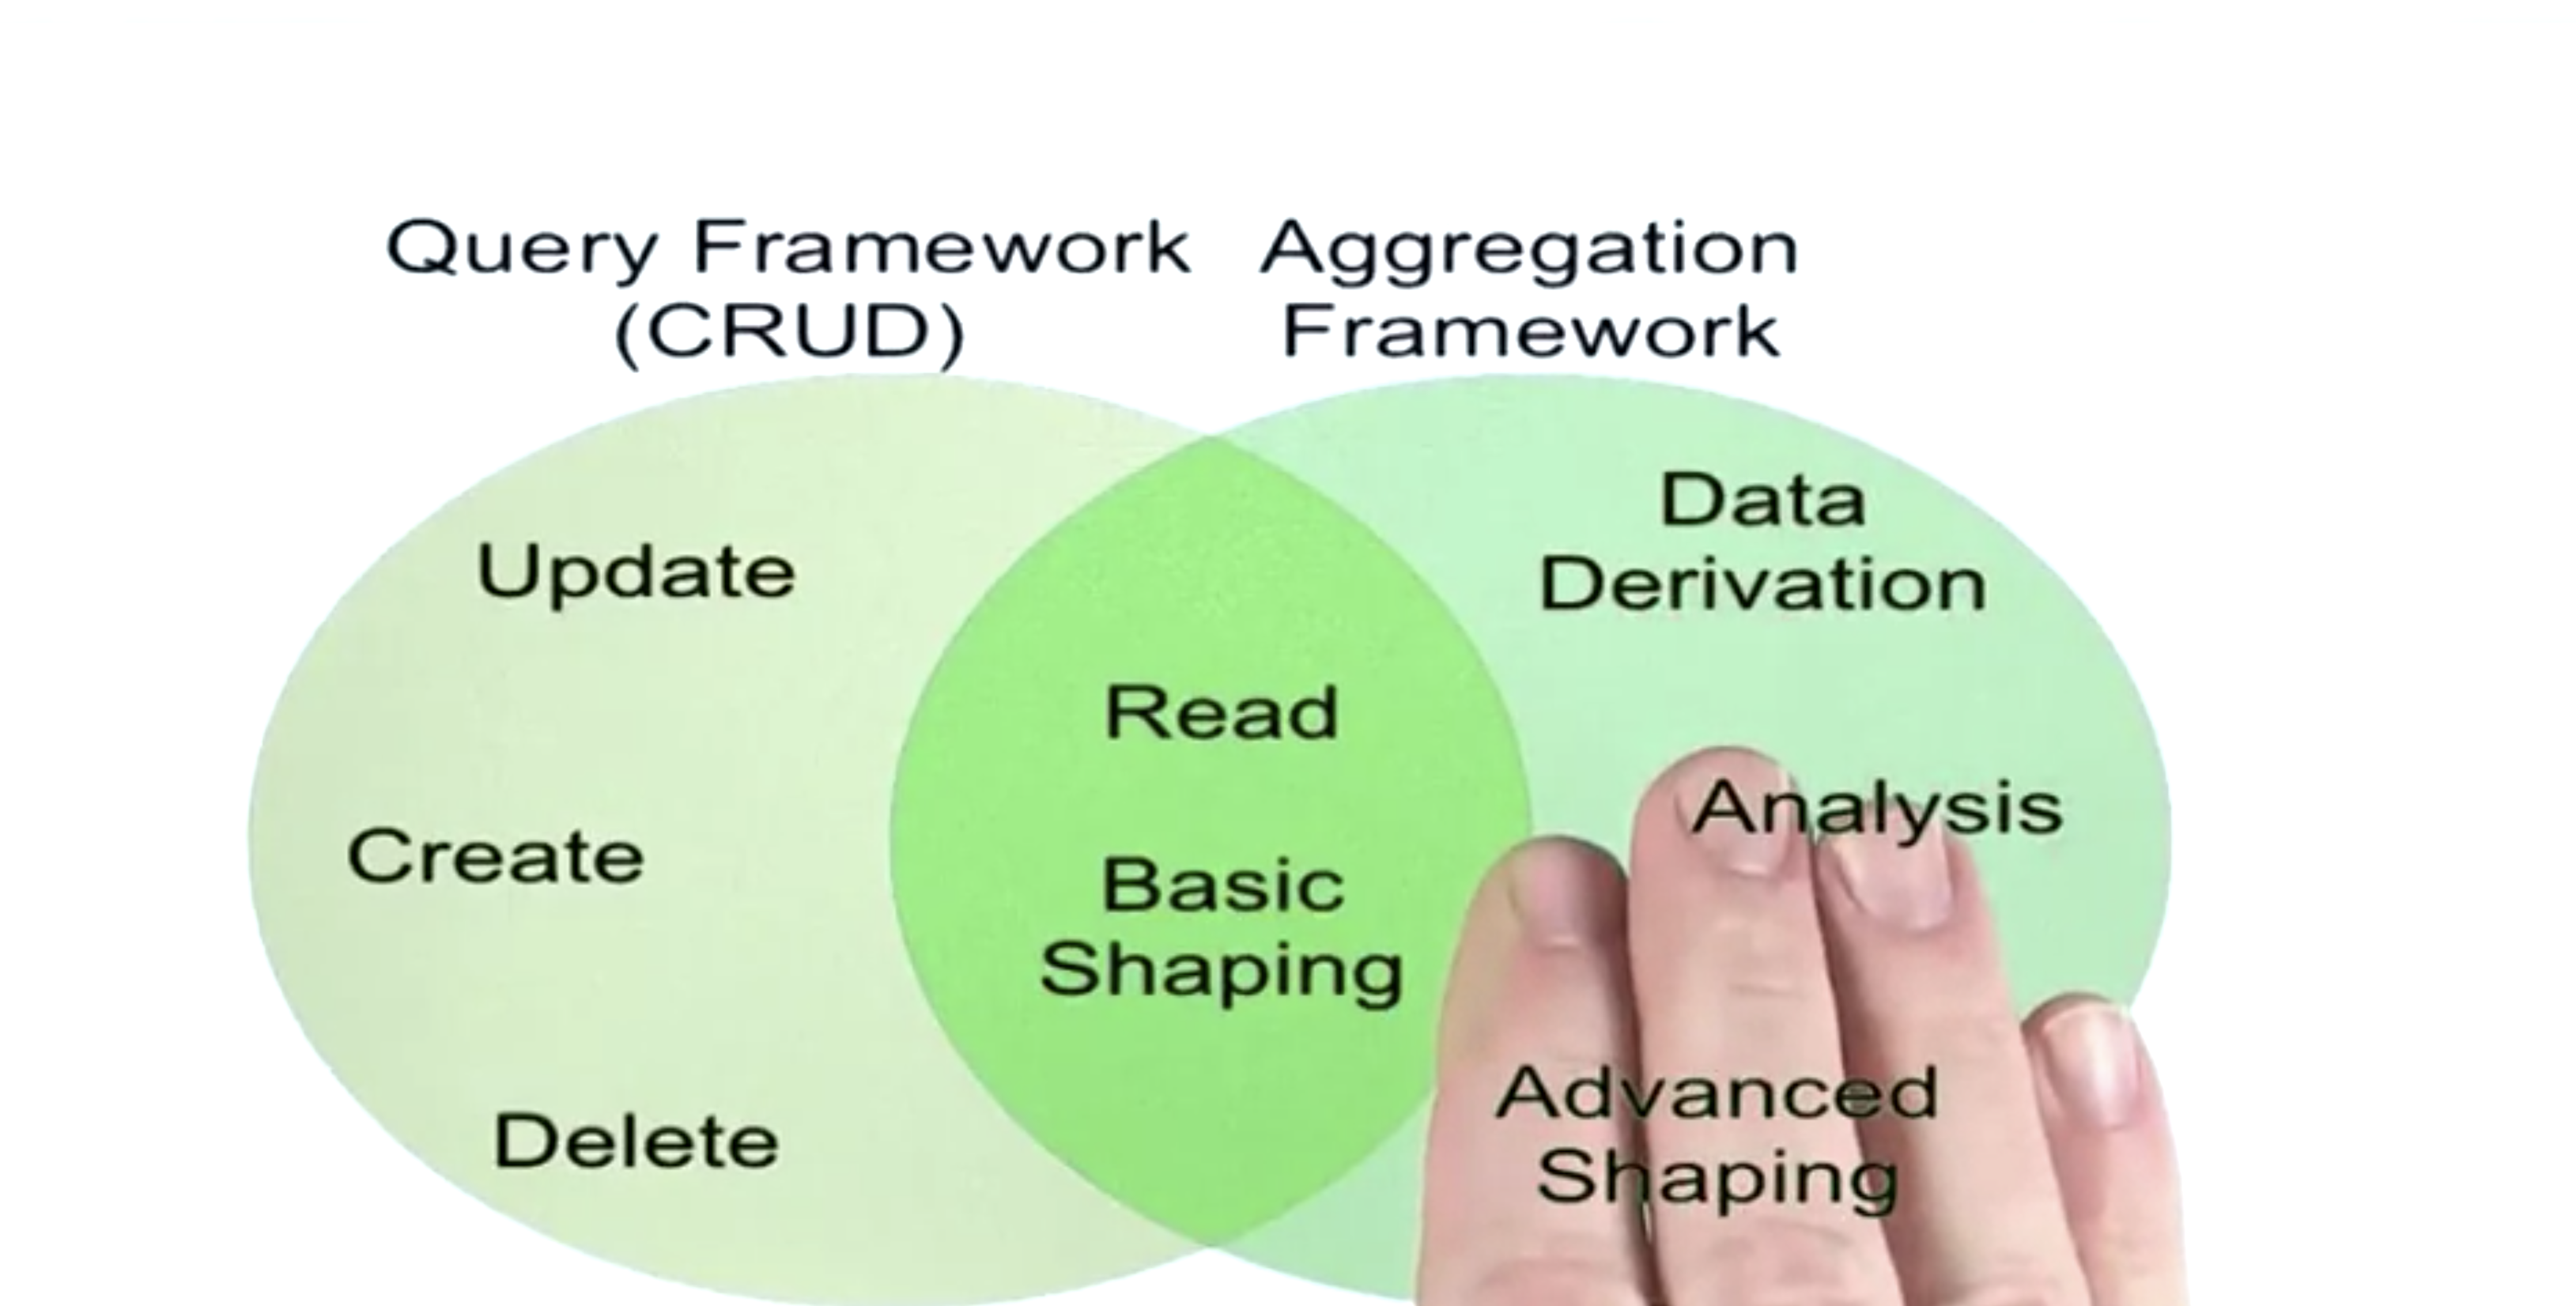 Query Framework
(CRUD)
Aggregation
Framework
Update
Create
Delete
Read
Basic
Shaping
Data
Derivation
Analysis
Advanced
Shaping